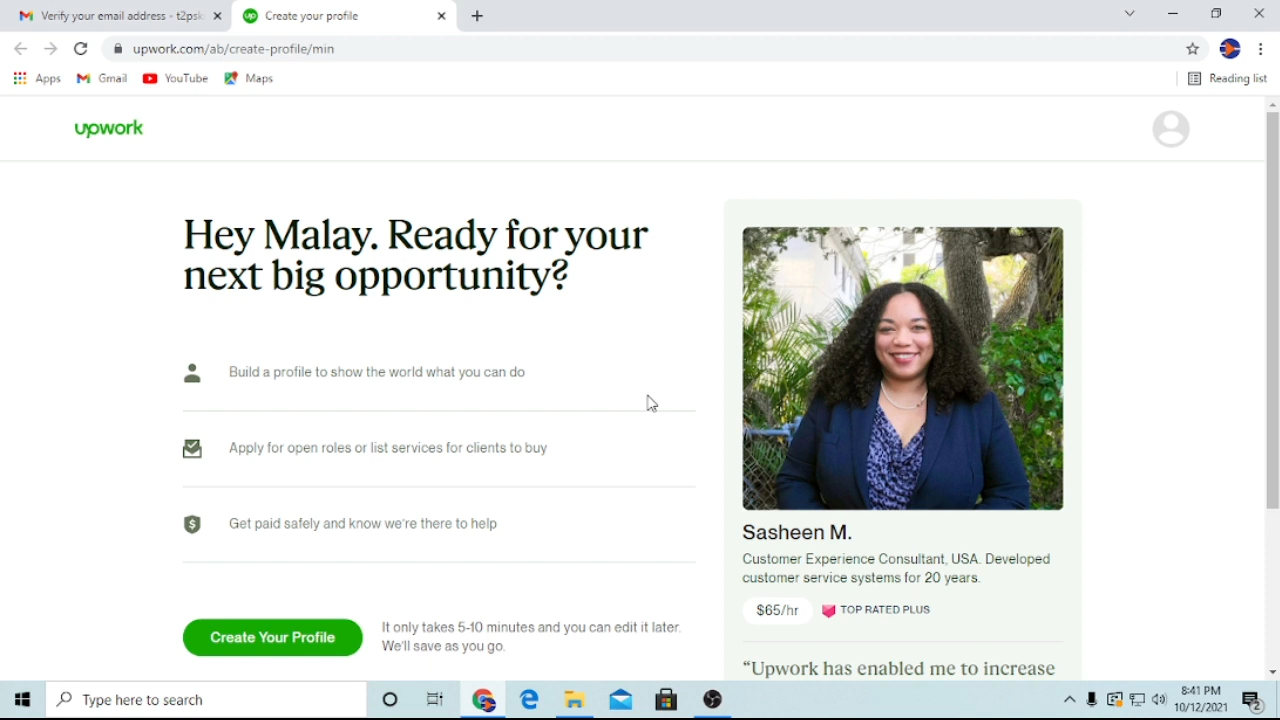 Verify your email address - t2psk
Create your profile
upwork.com/ab/create-profile/min
Apps
Gmail
YouTube
Maps
Reading list
upwork
Hey Malay. Ready for your
next big opportunity?
Build a profile to show the world what you can do
Apply for open roles or list services for clients to buy
Get paid safely and know we're there to help
Create Your Profile
It only takes 5-10 minutes and you can edit it later.
We'll save as you go.
Sasheen M.
Customer Experience Consultant, USA. Developed
customer service systems for 20 years.
$65/hr
TOP RATED PLUS
“Upwork has enabled me to increase
Type here to search
8:41 PM
10/12/2021
2